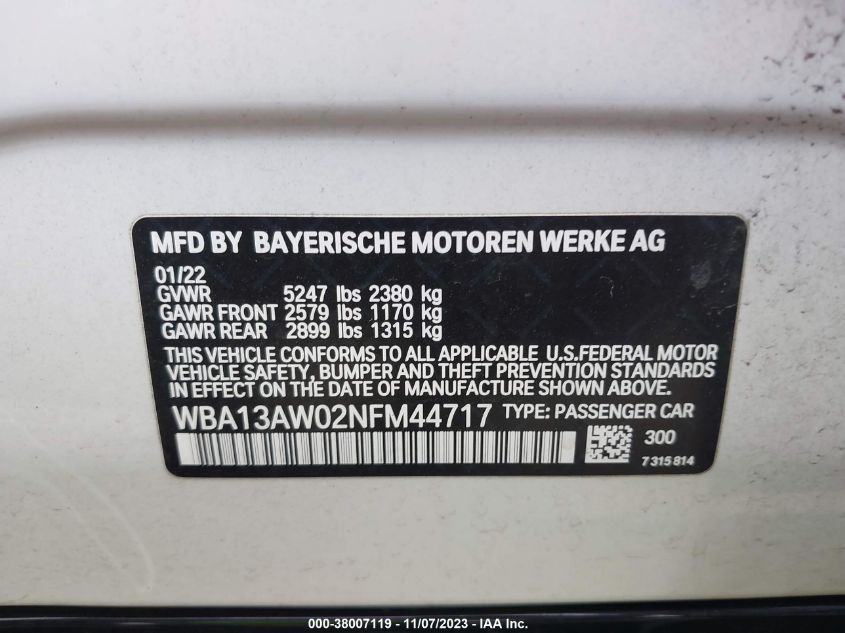 MFD BY BAYERISCHE MOTOREN WERKE AG
01/22
GVWR 5247 lbs 2380 kg
GAWR FRONT 2579 lbs 1170 kg
GAWR REAR 2899 lbs 1315 kg
THIS VEHICLE CONFORMS TO ALL APPLICABLE U.S.FEDERAL MOTOR
VEHICLE SAFETY, BUMPER AND THEFT PREVENTION STANDARDS
IN EFFECT ON THE DATE OF MANUFACTURE SHOWN ABOVE.
WBA13AW02NFM44717 TYPE: PASSENGER CAR
300
7315814
000-38007119 - 11/07/2023 - IAA Inc.